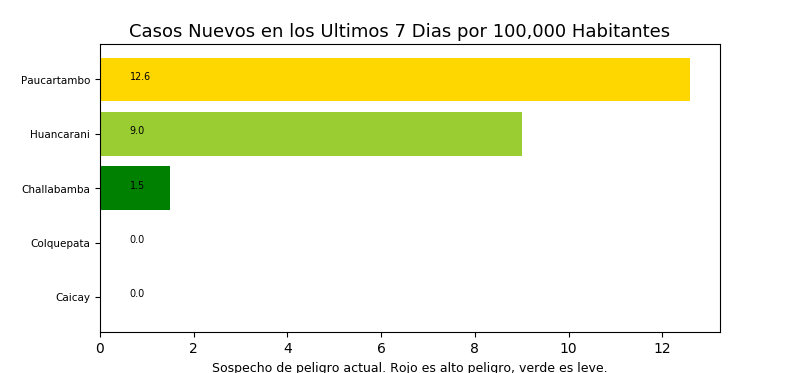 Casos Nuevos en los Ultimos 7 Dias por 100,000 Habitantes
Paucartambo 12.6
Huancarani 9.0
Challabamba 1.5
Colquepata 0.0
Caicay 0.0
0 2 4 6 8 10 12
Sospecho de peligro actual. Rojo es alto peligro, verde es leve.